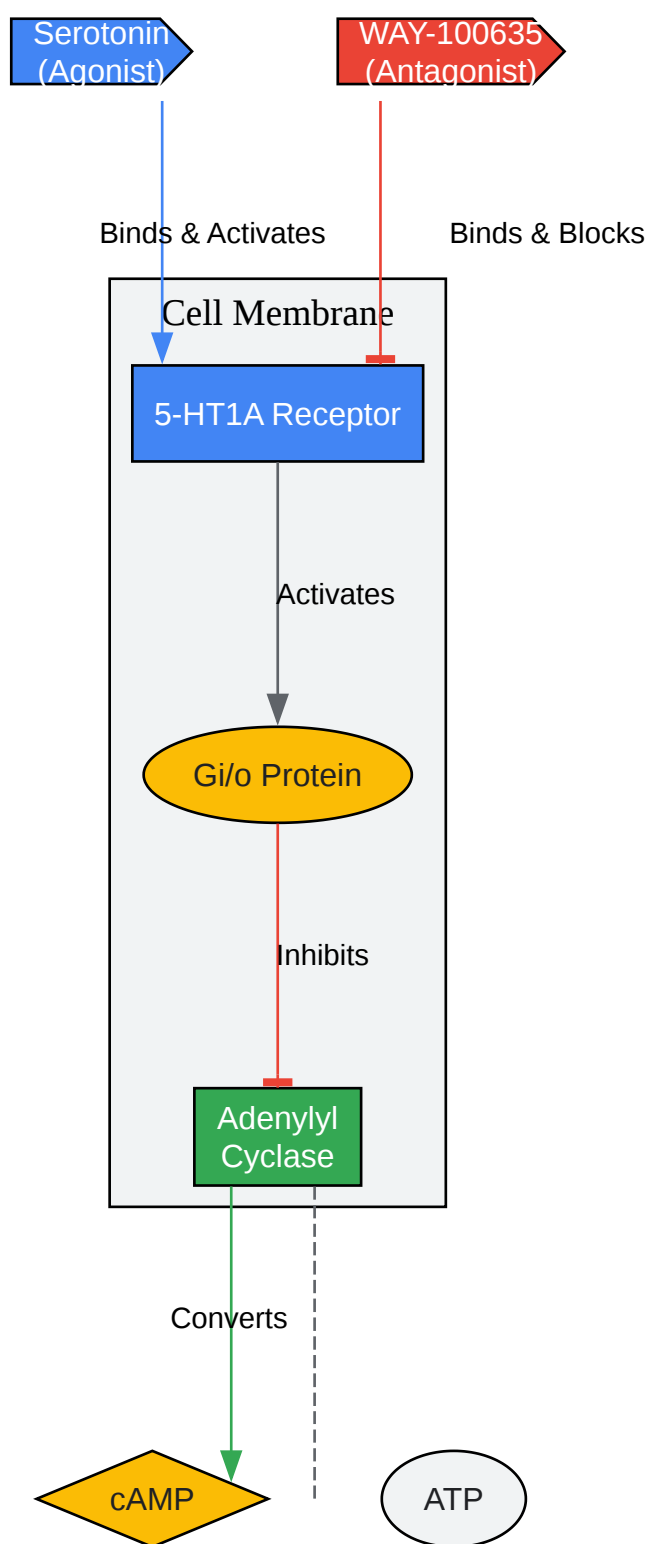 Serotonin
(Agonist)
WAY-100635
(Antagonist)
Binds & Activates
Binds & Blocks
Cell Membrane
5-HT1A Receptor
Activates
Gi/o Protein
Inhibits
Adenylyl
Cyclase
Converts
cAMP
ATP